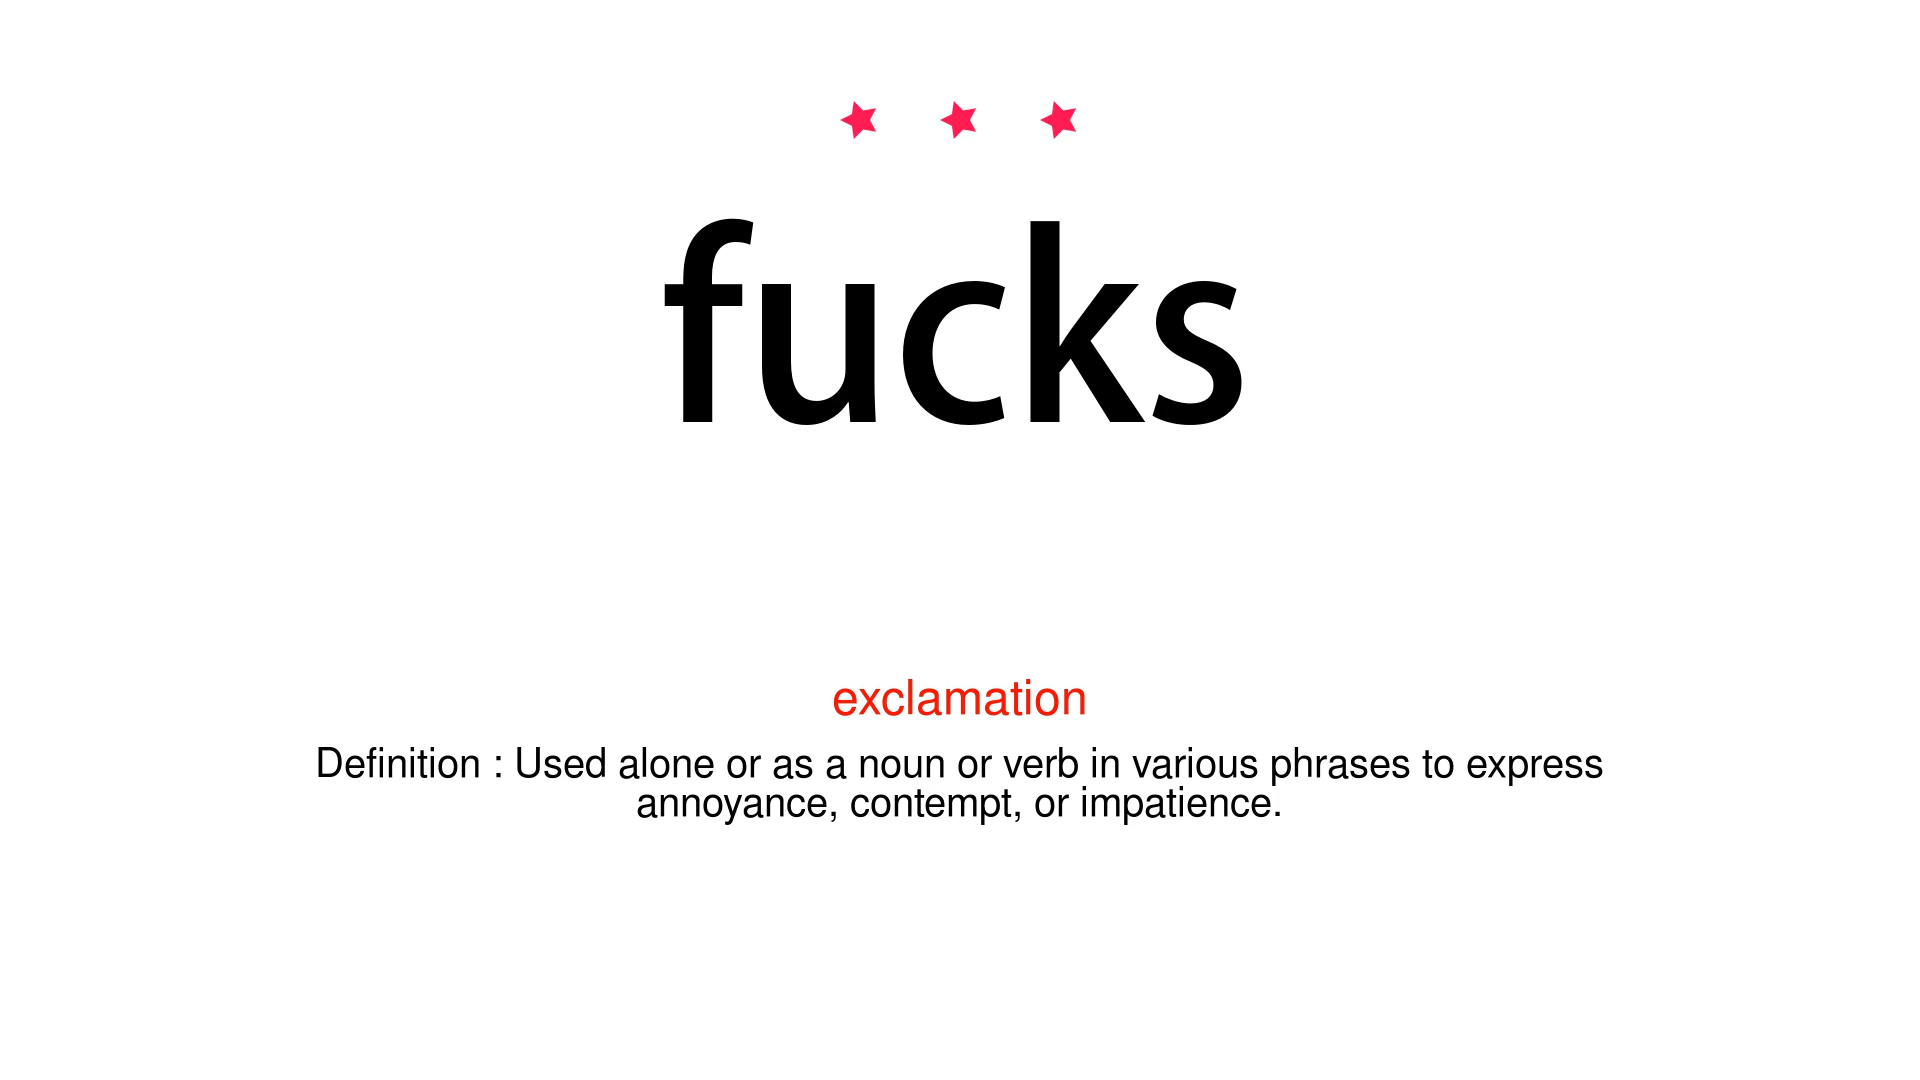 fucks
exclamation
Definition : Used alone or as a noun or verb in various phrases to express
annoyance, contempt, or impatience.